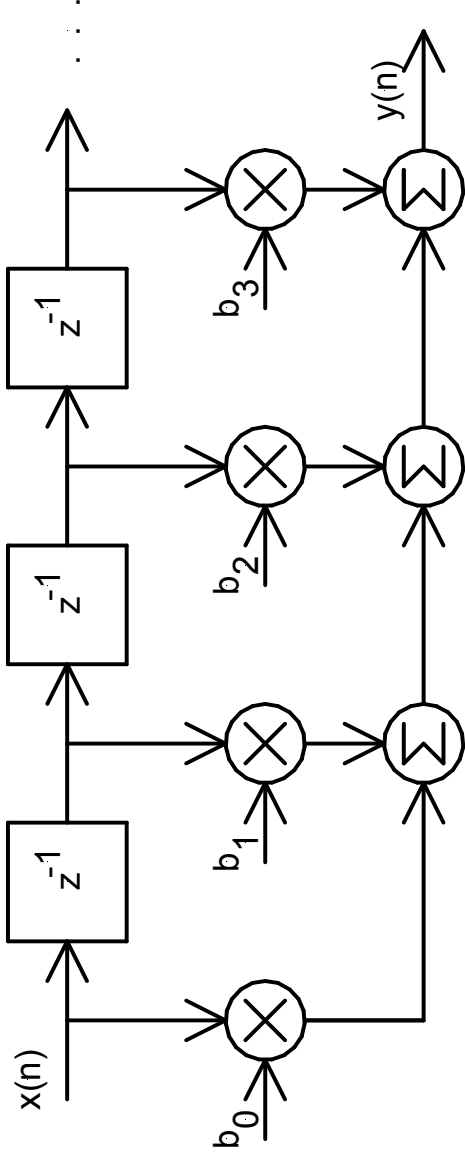 x(n)
z⁻¹
z⁻¹
z⁻¹
. . .
b₀
b₁
b₂
b₃
Σ
Σ
Σ
y(n)